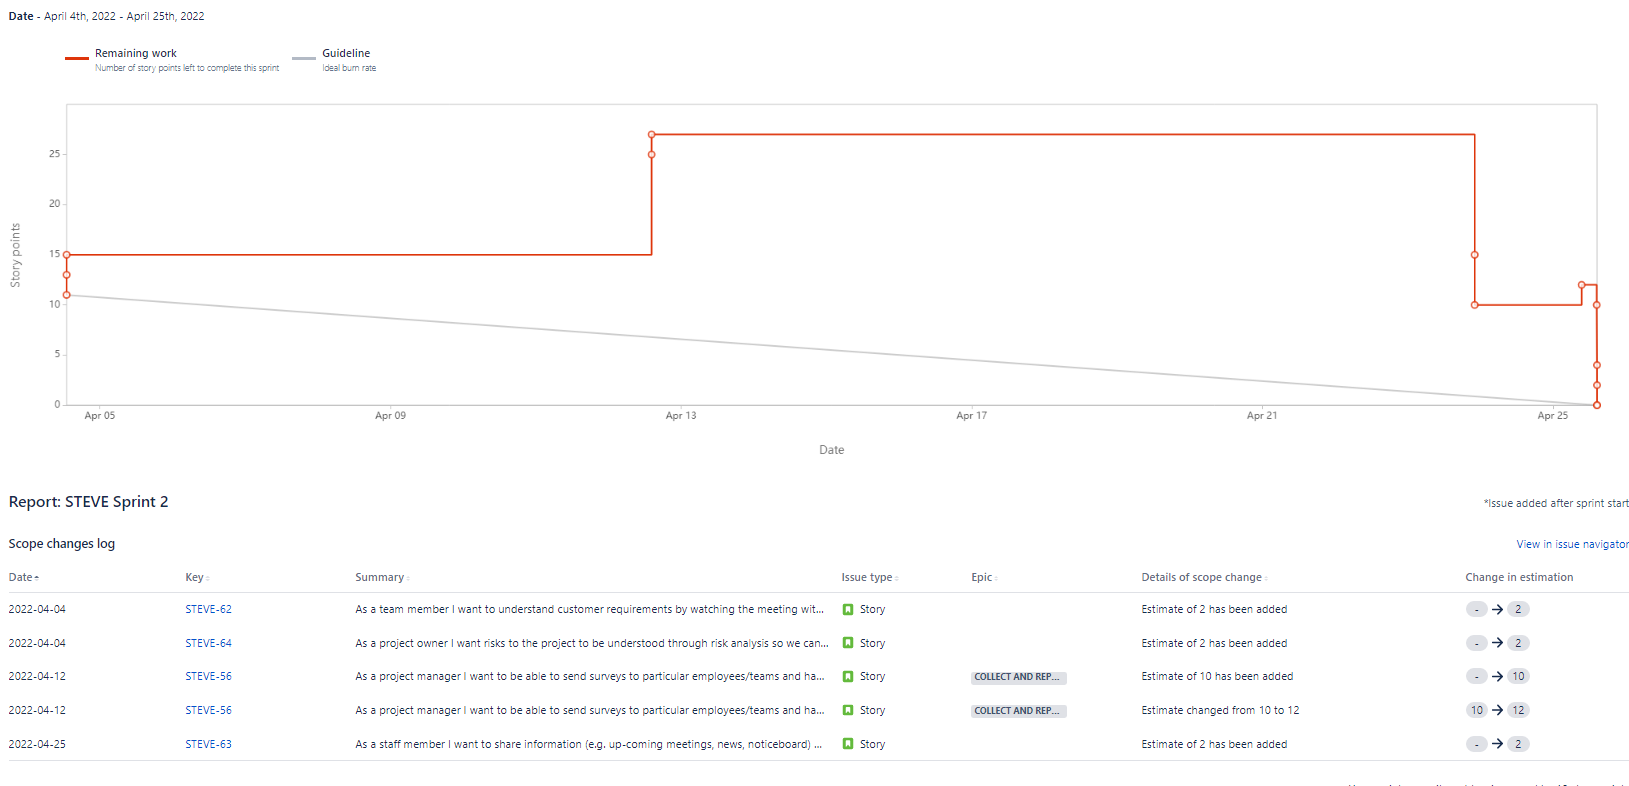 Date - April 4th, 2022 - April 25th, 2022
Remaining work
Number of story points left to complete this sprint
Guideline
Ideal burn rate
Story points
25
20
15
10
5
0
Apr 05 Apr 09 Apr 13 Apr 17 Apr 21 Apr 25
Date
Report: STEVE Sprint 2
*Issue added after sprint start
Scope changes log
View in issue navigator
Date Key Summary Issue type Epic Details of scope change Change in estimation
2022-04-04 STEVE-62 As a team member I want to understand customer requirements by watching the meeting wit... Story Estimate of 2 has been added - → 2
2022-04-04 STEVE-64 As a project owner I want risks to the project to be understood through risk analysis so we can... Story Estimate of 2 has been added - → 2
2022-04-12 STEVE-56 As a project manager I want to be able to send surveys to particular employees/teams and ha... Story COLLECT AND REP... Estimate of 10 has been added - → 10
2022-04-12 STEVE-56 As a project manager I want to be able to send surveys to particular employees/teams and ha... Story COLLECT AND REP... Estimate changed from 10 to 12 10 → 12
2022-04-25 STEVE-63 As a staff member I want to share information (e.g. up-coming meetings, news, noticeboard) ... Story Estimate of 2 has been added - → 2